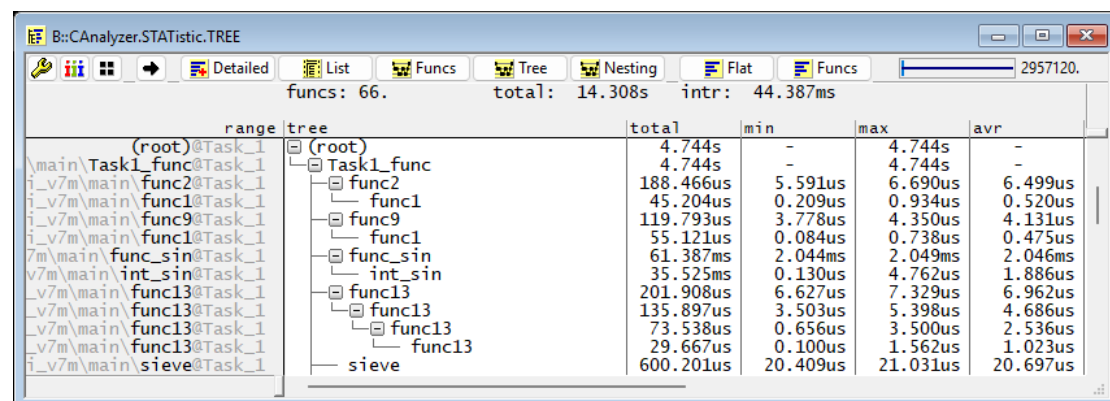 B::CAnalyzer.STATistic.TREE
Detailed List Funcs Tree Nesting Flat Funcs 2957120.
funcs: 66. total: 14.308s intr: 44.387ms
range tree total min max avr
(root)@Task_1 (root) 4.744s - 4.744s -
\main\Task1_func@Task_1 Task1_func 4.744s - 4.744s -
i_v7m\main\func2@Task_1 func2 188.466us 5.591us 6.690us 6.499us
i_v7m\main\func1@Task_1 func1 45.204us 0.209us 0.934us 0.520us
i_v7m\main\func9@Task_1 func9 119.793us 3.778us 4.350us 4.131us
i_v7m\main\func1@Task_1 func1 55.121us 0.084us 0.738us 0.475us
7m\main\func_sin@Task_1 func_sin 61.387ms 2.044ms 2.049ms 2.046ms
v7m\main\int_sin@Task_1 int_sin 35.525ms 0.130us 4.762us 1.886us
_v7m\main\func13@Task_1 func13 201.908us 6.627us 7.329us 6.962us
_v7m\main\func13@Task_1 func13 135.897us 3.503us 5.398us 4.686us
_v7m\main\func13@Task_1 func13 73.538us 0.656us 3.500us 2.536us
_v7m\main\func13@Task_1 func13 29.667us 0.100us 1.562us 1.023us
i_v7m\main\sieve@Task_1 sieve 600.201us 20.409us 21.031us 20.697us